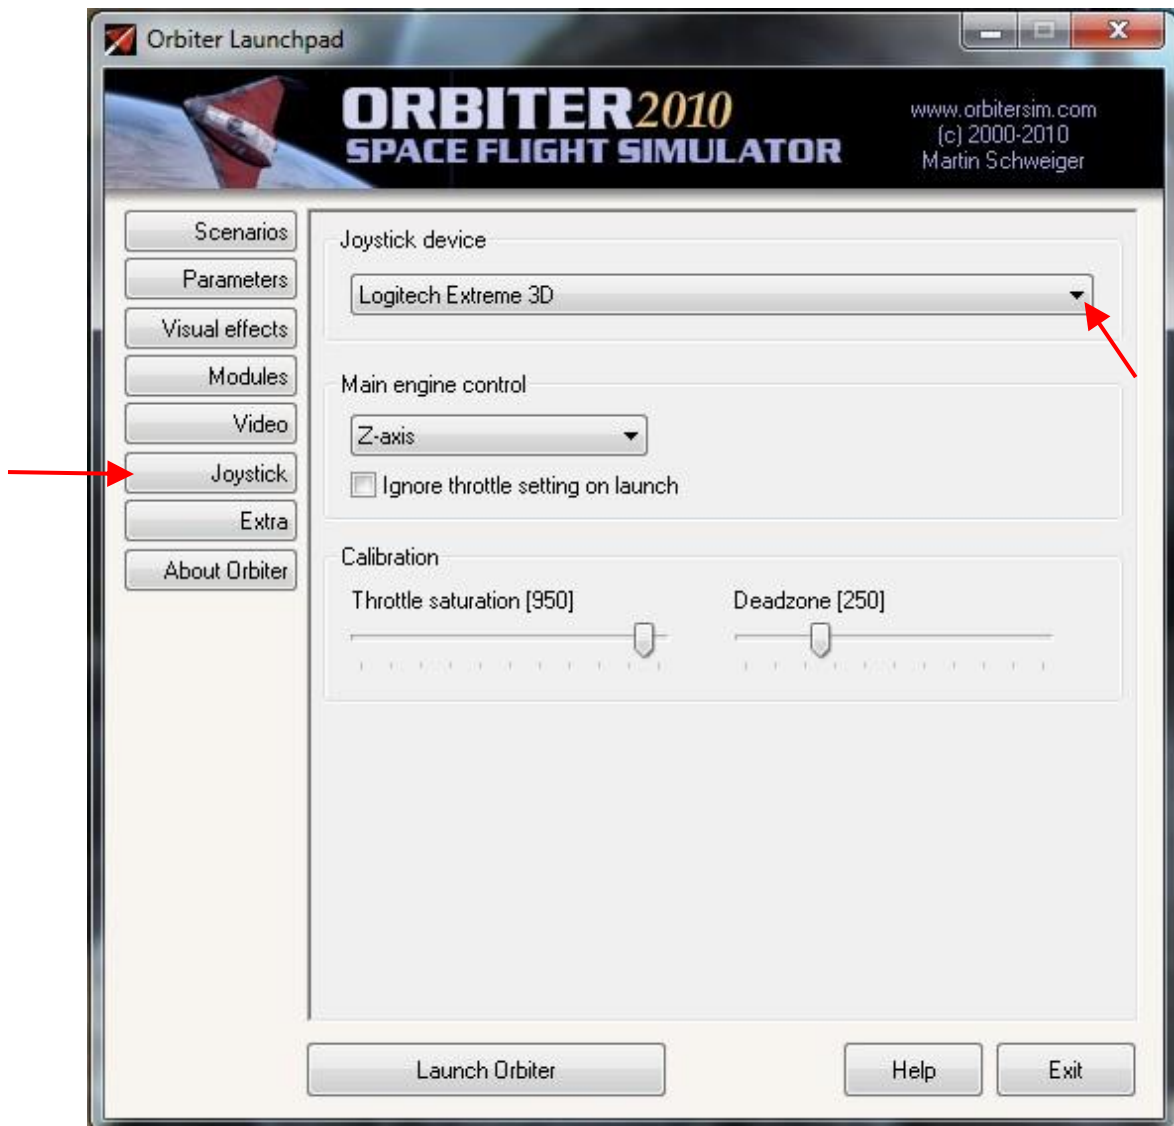 Orbiter Launchpad
ORBITER2010
SPACE FLIGHT SIMULATOR
www.orbitersim.com
(c) 2000-2010
Martin Schweiger
Scenarios
Parameters
Visual effects
Modules
Video
Joystick
Extra
About Orbiter
Joystick device
Logitech Extreme 3D
Main engine control
Z-axis
Ignore throttle setting on launch
Calibration
Throttle saturation [950] Deadzone [250]
Launch Orbiter Help Exit